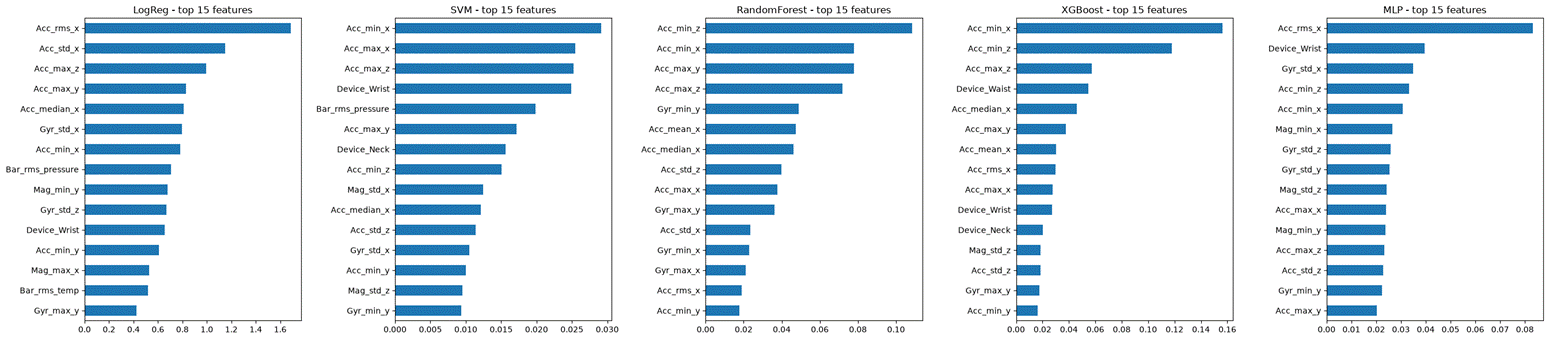 LogReg - top 15 features
Acc_rms_x
Acc_std_x
Acc_max_z
Acc_max_y
Acc_median_x
Gyr_std_x
Acc_min_x
Bar_rms_pressure
Mag_min_y
Gyr_std_z
Device_Wrist
Acc_min_y
Mag_max_x
Bar_rms_temp
Gyr_max_y
0.0 0.2 0.4 0.6 0.8 1.0 1.2 1.4 1.6
SVM - top 15 features
Acc_min_x
Acc_max_x
Acc_max_z
Device_Wrist
Bar_rms_pressure
Acc_max_y
Device_Neck
Acc_min_z
Mag_std_x
Acc_median_x
Acc_std_z
Gyr_std_x
Acc_min_y
Mag_std_z
Gyr_min_y
0.000 0.005 0.010 0.015 0.020 0.025 0.030
RandomForest - top 15 features
Acc_min_z
Acc_min_x
Acc_max_y
Acc_max_z
Gyr_min_y
Acc_mean_x
Acc_median_x
Acc_std_z
Acc_max_x
Gyr_max_y
Acc_std_x
Gyr_min_x
Gyr_max_x
Acc_rms_x
Acc_min_y
0.00 0.02 0.04 0.06 0.08 0.10
XGBoost - top 15 features
Acc_min_x
Acc_min_z
Acc_max_z
Device_Waist
Acc_median_x
Acc_max_y
Acc_mean_x
Acc_rms_x
Acc_max_x
Device_Wrist
Device_Neck
Mag_std_z
Acc_std_z
Gyr_max_y
Acc_min_y
0.00 0.02 0.04 0.06 0.08 0.10 0.12 0.14 0.16
MLP - top 15 features
Acc_rms_x
Device_Wrist
Gyr_std_x
Acc_min_z
Acc_min_x
Mag_min_x
Gyr_std_z
Gyr_std_y
Mag_std_z
Acc_max_x
Mag_min_y
Acc_max_z
Acc_std_z
Gyr_min_y
Acc_max_y
0.00 0.01 0.02 0.03 0.04 0.05 0.06 0.07 0.08